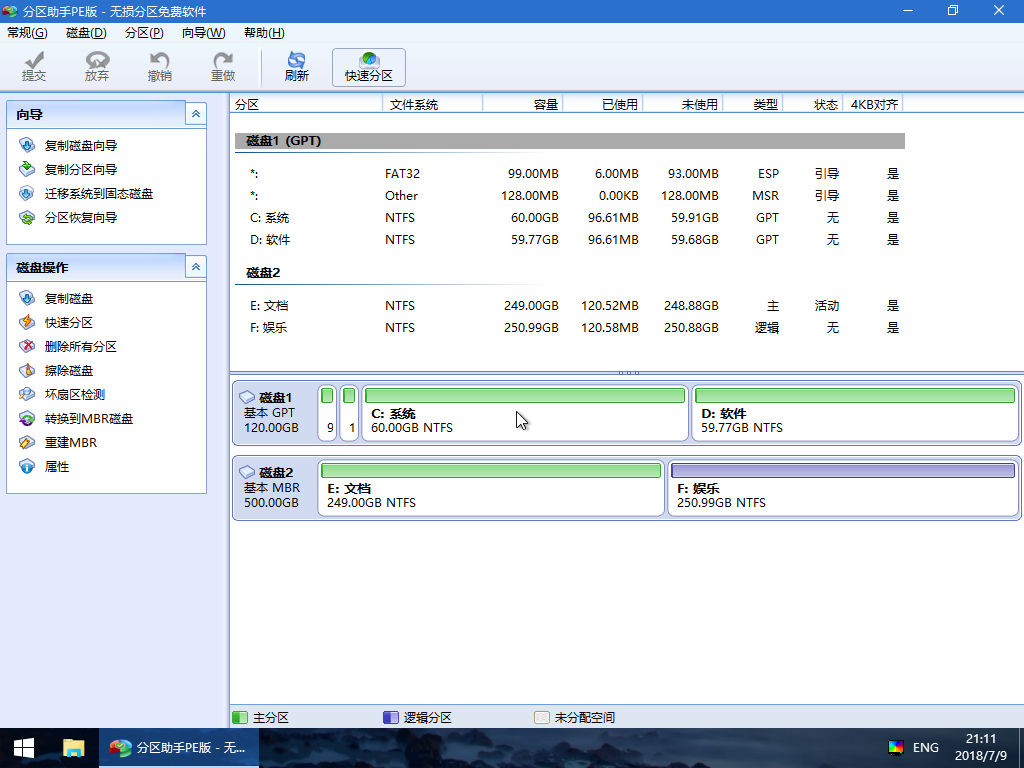 分区助手PE版 - 无损分区免费软件
常规(G) 磁盘(D) 分区(P) 向导(W) 帮助(H)
提交 放弃 撤销 重做 刷新 快速分区
向导
复制磁盘向导
复制分区向导
迁移系统到固态磁盘
分区恢复向导
磁盘操作
复制磁盘
快速分区
删除所有分区
擦除磁盘
坏扇区检测
转换到MBR磁盘
重建MBR
属性
分区 文件系统 容量 已使用 未使用 类型 状态 4KB对齐
磁盘1 (GPT)
*: FAT32 99.00MB 6.00MB 93.00MB ESP 引导 是
*: Other 128.00MB 0.00KB 128.00MB MSR 引导 是
C: 系统 NTFS 60.00GB 96.61MB 59.91GB GPT 无 是
D: 软件 NTFS 59.77GB 96.61MB 59.68GB GPT 无 是
磁盘2
E: 文档 NTFS 249.00GB 120.52MB 248.88GB 主 活动 是
F: 娱乐 NTFS 250.99GB 120.58MB 250.88GB 逻辑 无 是
磁盘1
基本 GPT
120.00GB
9
1
C: 系统
60.00GB NTFS
D: 软件
59.77GB NTFS
磁盘2
基本 MBR
500.00GB
E: 文档
249.00GB NTFS
F: 娱乐
250.99GB NTFS
主分区 逻辑分区 未分配空间
分区助手PE版 - 无...
ENG
21:11
2018/7/9